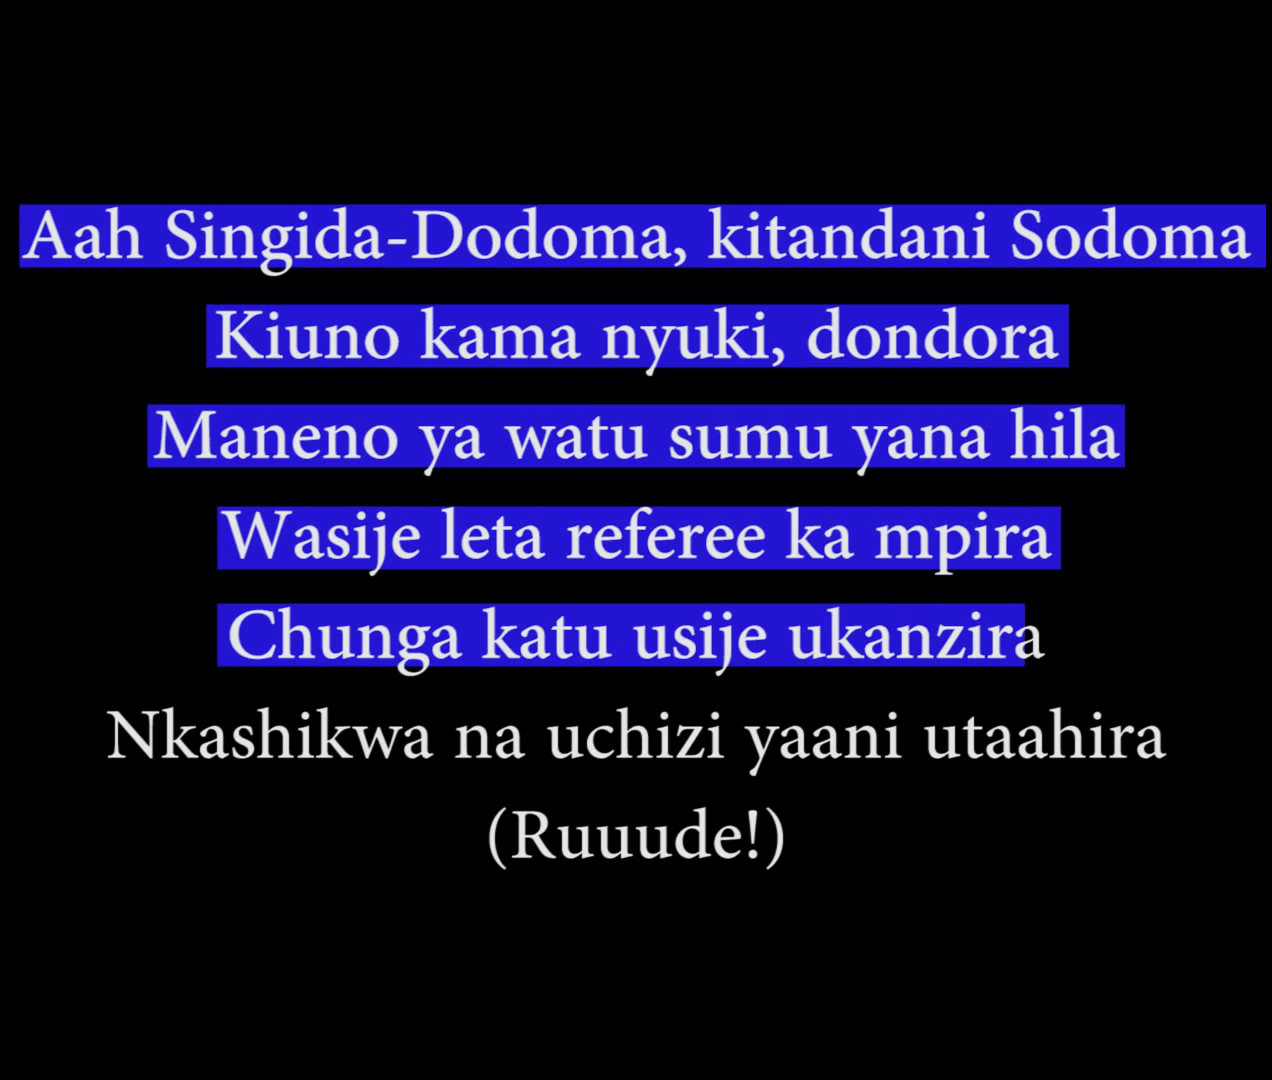 Aah Singida-Dodoma, kitandani Sodoma
Kiuno kama nyuki, dondora
Maneno ya watu sumu yana hila
Wasije leta referee ka mpira
Chunga katu usije ukanzira
Nkashikwa na uchizi yaani utaahira
(Ruuude!)